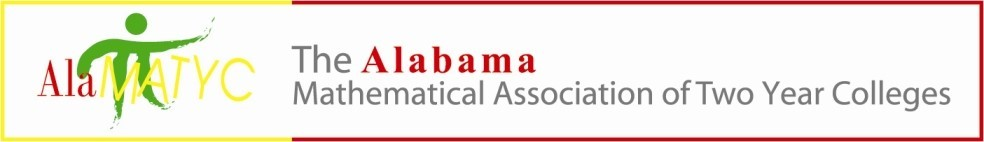 AlaMATYC
The Alabama
Mathematical Association of Two Year Colleges